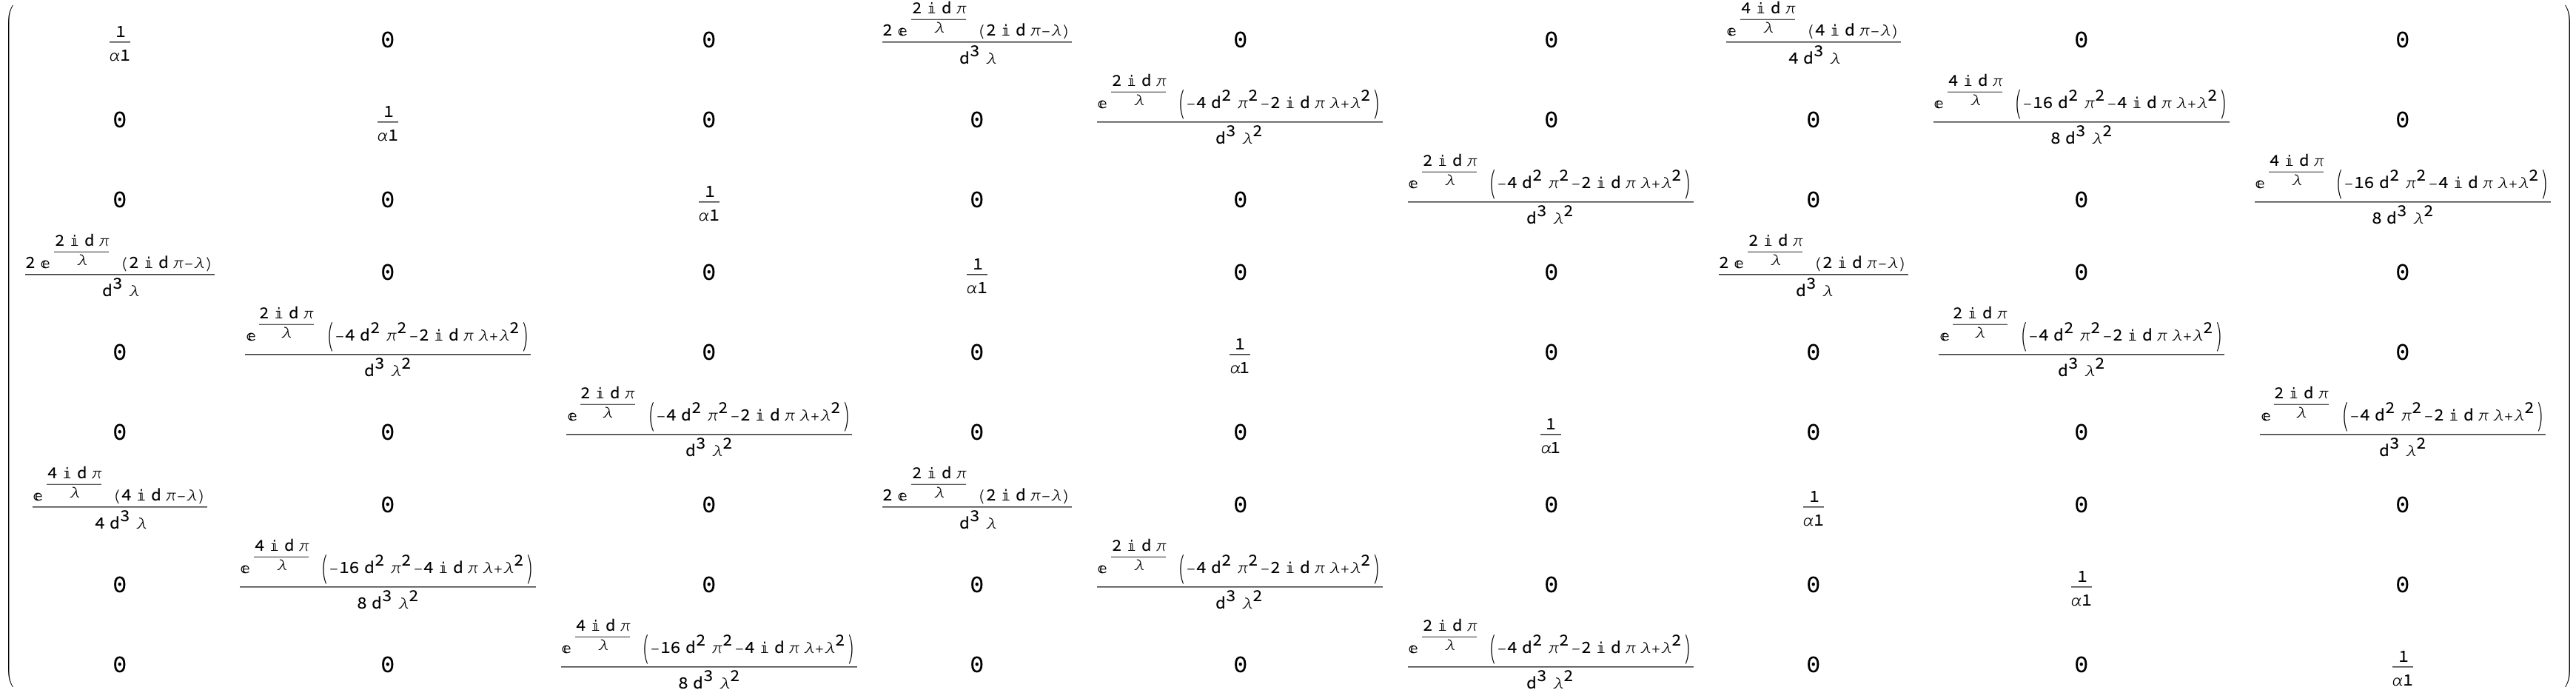 1/α1 0 0 2 ⅇ^(2 ⅈ d π/λ) (2 ⅈ d π-λ)/d^3 λ 0 0 ⅇ^(4 ⅈ d π/λ) (4 ⅈ d π-λ)/4 d^3 λ 0 0
0 1/α1 0 0 ⅇ^(2 ⅈ d π/λ) (-4 d^2 π^2-2 ⅈ d π λ+λ^2)/d^3 λ^2 0 0 ⅇ^(4 ⅈ d π/λ) (-16 d^2 π^2-4 ⅈ d π λ+λ^2)/8 d^3 λ^2 0
0 0 1/α1 0 0 ⅇ^(2 ⅈ d π/λ) (-4 d^2 π^2-2 ⅈ d π λ+λ^2)/d^3 λ^2 0 0 ⅇ^(4 ⅈ d π/λ) (-16 d^2 π^2-4 ⅈ d π λ+λ^2)/8 d^3 λ^2
2 ⅇ^(2 ⅈ d π/λ) (2 ⅈ d π-λ)/d^3 λ 0 0 1/α1 0 0 2 ⅇ^(2 ⅈ d π/λ) (2 ⅈ d π-λ)/d^3 λ 0 0
0 ⅇ^(2 ⅈ d π/λ) (-4 d^2 π^2-2 ⅈ d π λ+λ^2)/d^3 λ^2 0 0 1/α1 0 0 ⅇ^(2 ⅈ d π/λ) (-4 d^2 π^2-2 ⅈ d π λ+λ^2)/d^3 λ^2 0
0 0 ⅇ^(2 ⅈ d π/λ) (-4 d^2 π^2-2 ⅈ d π λ+λ^2)/d^3 λ^2 0 0 1/α1 0 0 ⅇ^(2 ⅈ d π/λ) (-4 d^2 π^2-2 ⅈ d π λ+λ^2)/d^3 λ^2
ⅇ^(4 ⅈ d π/λ) (4 ⅈ d π-λ)/4 d^3 λ 0 0 2 ⅇ^(2 ⅈ d π/λ) (2 ⅈ d π-λ)/d^3 λ 0 0 1/α1 0 0
0 ⅇ^(4 ⅈ d π/λ) (-16 d^2 π^2-4 ⅈ d π λ+λ^2)/8 d^3 λ^2 0 0 ⅇ^(2 ⅈ d π/λ) (-4 d^2 π^2-2 ⅈ d π λ+λ^2)/d^3 λ^2 0 0 1/α1 0
0 0 ⅇ^(4 ⅈ d π/λ) (-16 d^2 π^2-4 ⅈ d π λ+λ^2)/8 d^3 λ^2 0 0 ⅇ^(2 ⅈ d π/λ) (-4 d^2 π^2-2 ⅈ d π λ+λ^2)/d^3 λ^2 0 0 1/α1